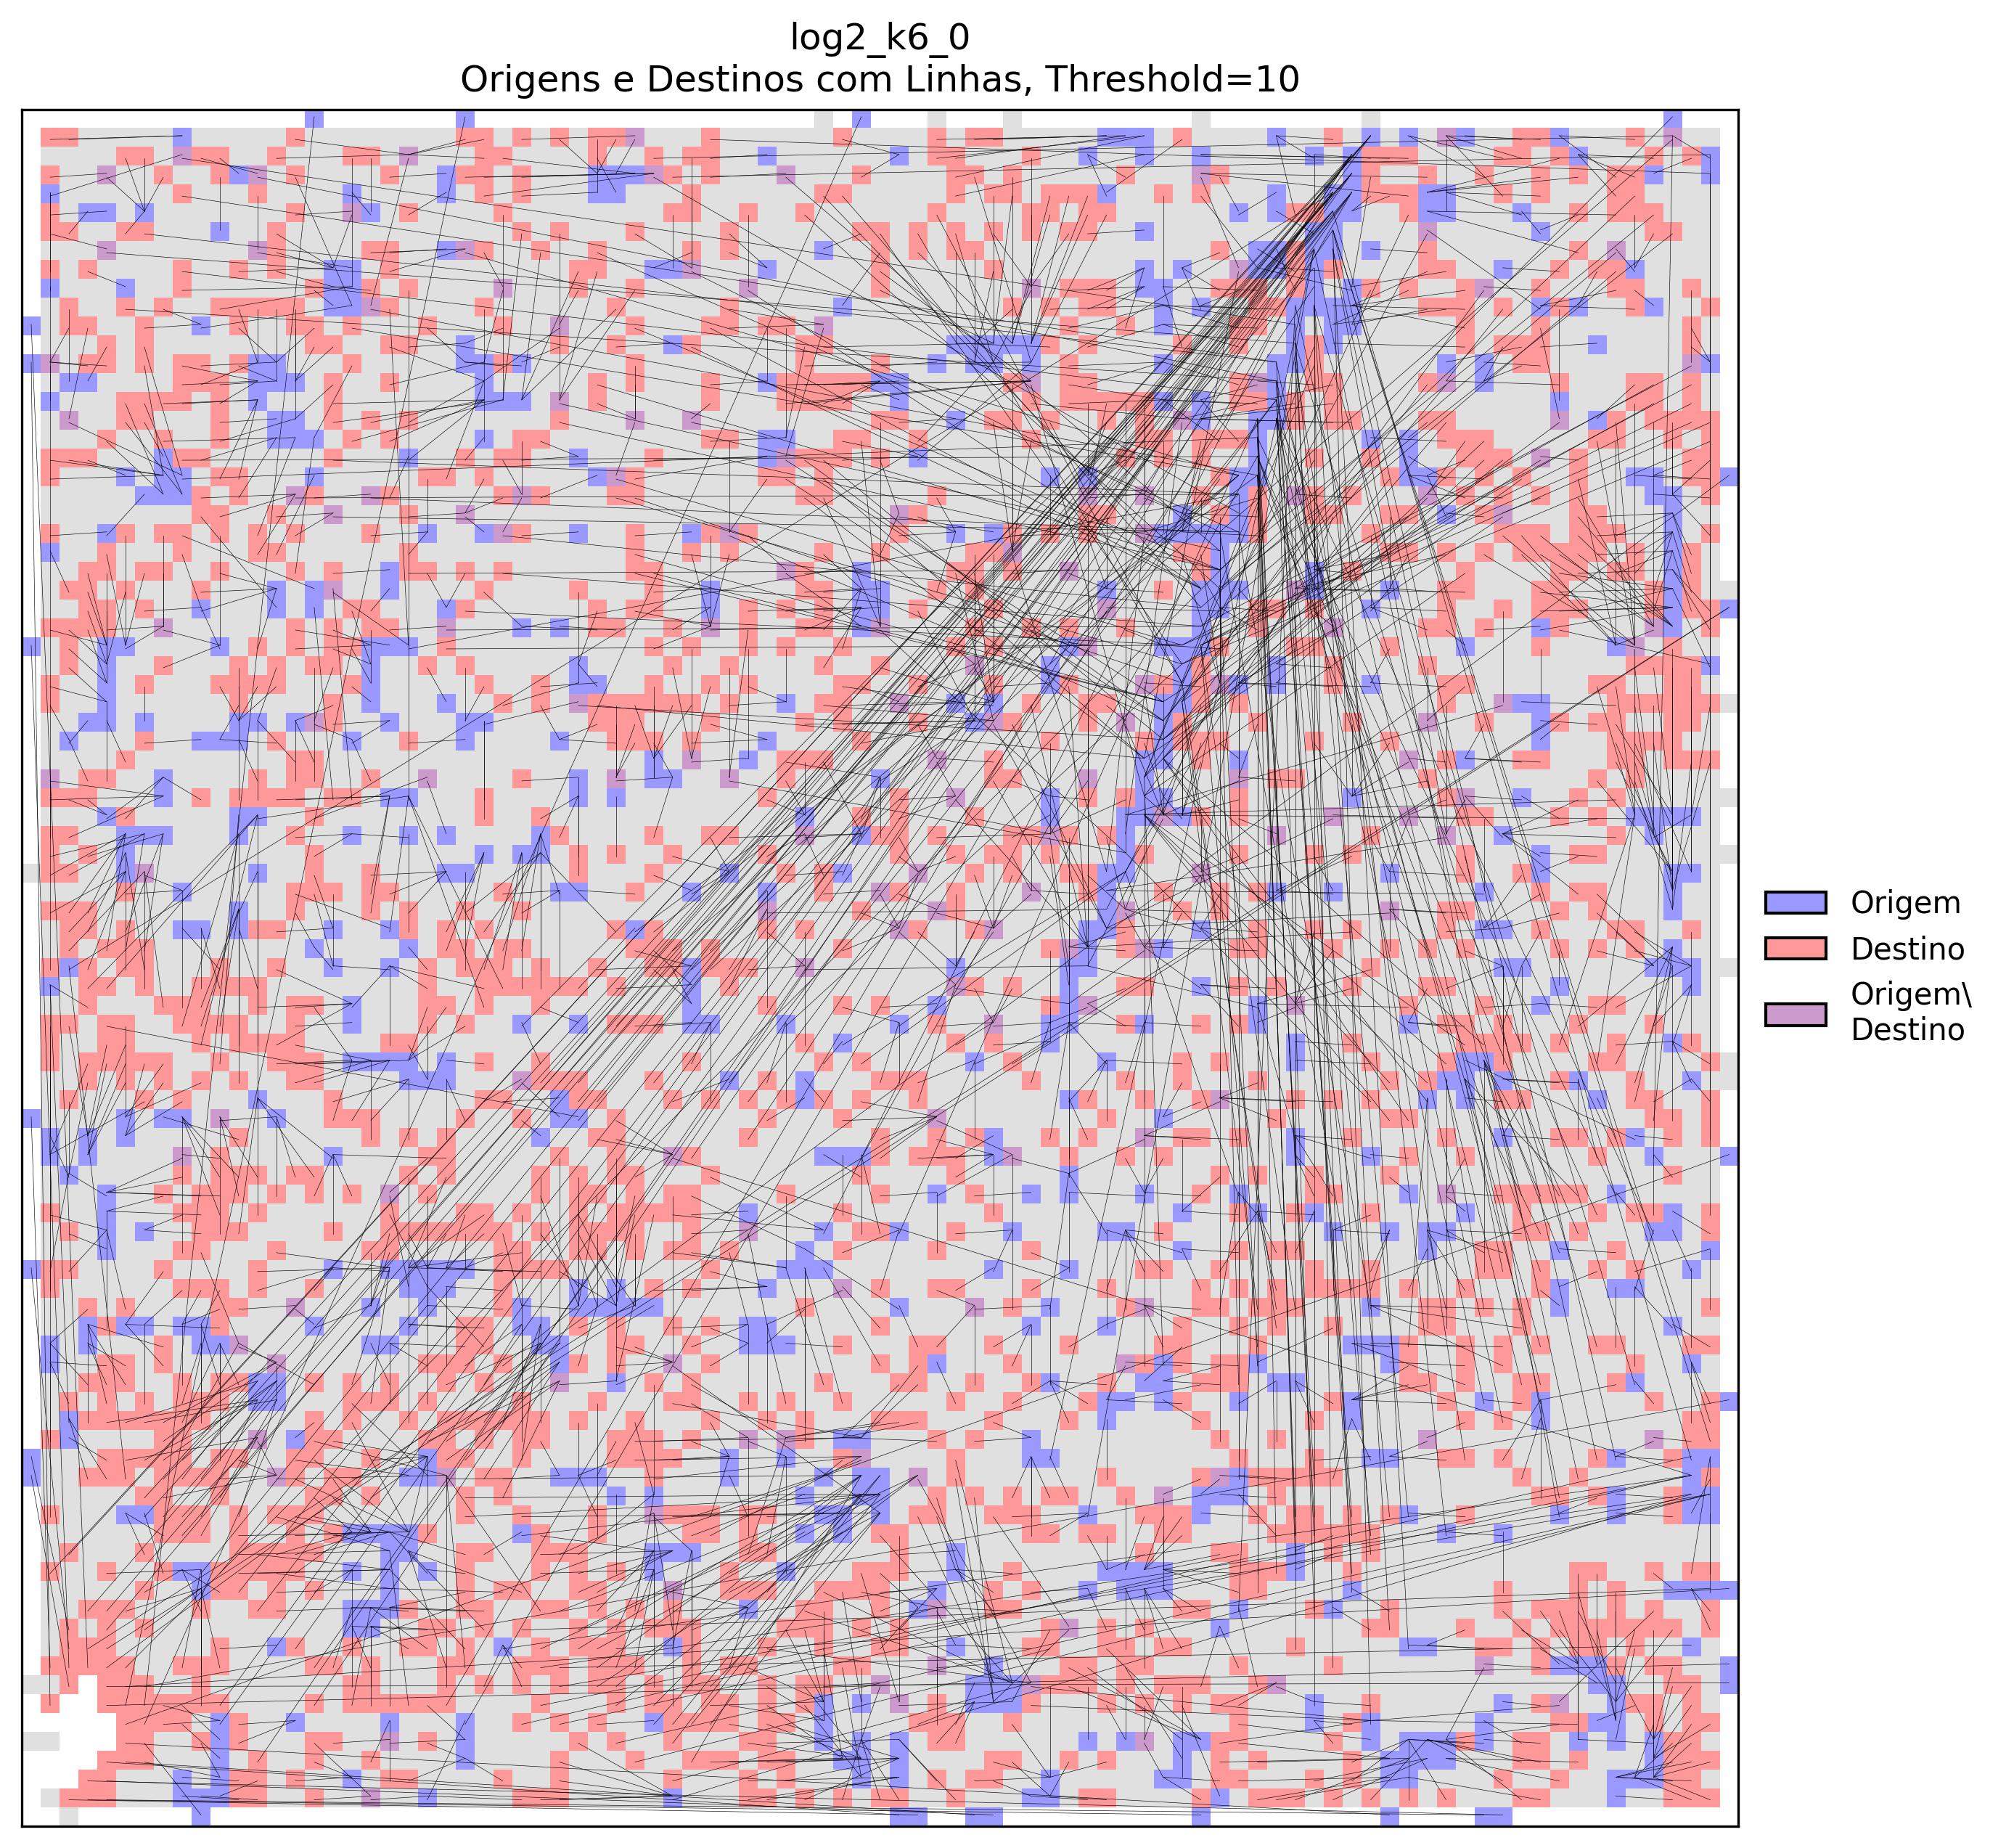 log2_k6_0
Origens e Destinos com Linhas, Threshold=10
Origem
Destino
Origem\
Destino